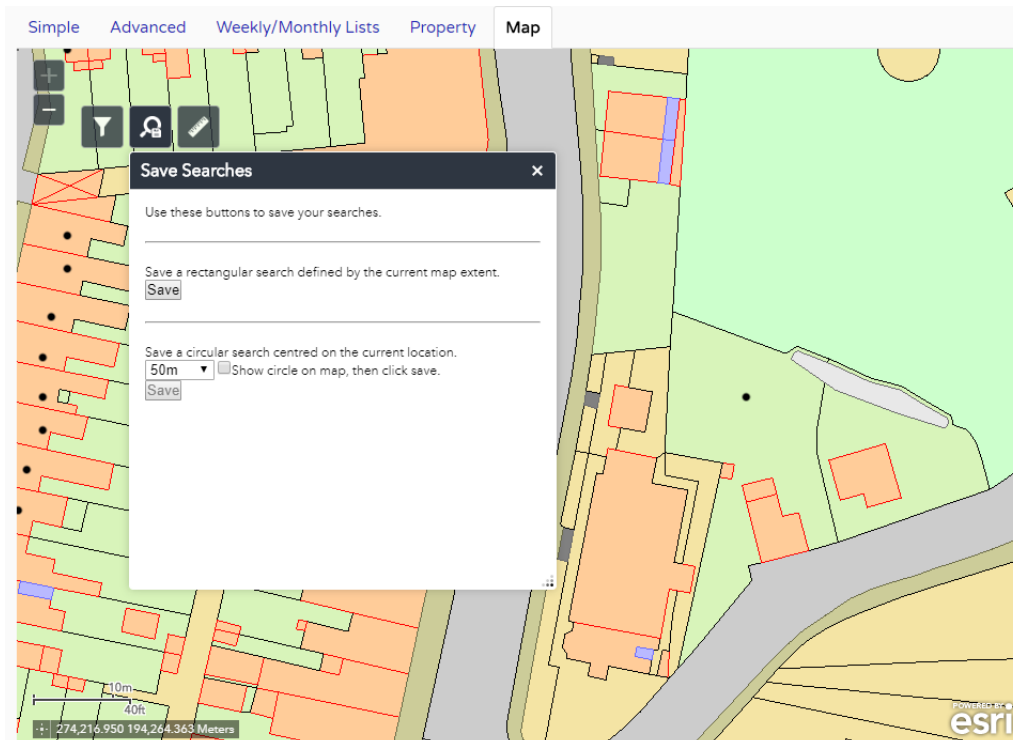 Simple Advanced Weekly/Monthly Lists Property Map
+
−
Save Searches ×
Use these buttons to save your searches.
Save a rectangular search defined by the current map extent.
Save
Save a circular search centred on the current location.
50m ▼ Show circle on map, then click save.
Save
10m
40ft
274,216.950 194,264.363 Meters
POWERED BY
esri